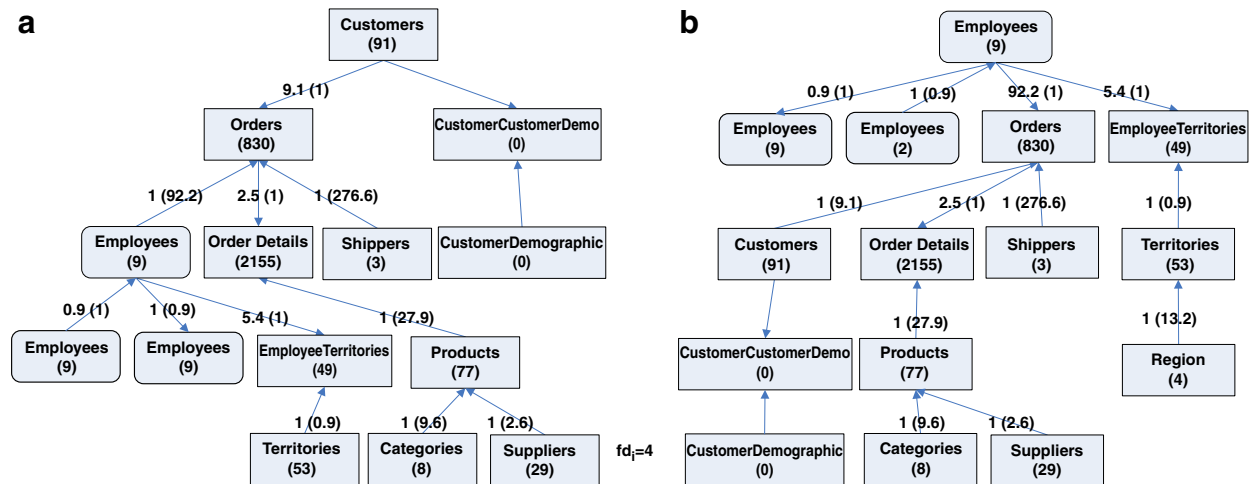 a
Customers
(91)
9.1 (1)
Orders
(830)
CustomerCustomerDemo
(0)
1 (92.2)
2.5 (1)
1 (276.6)
Employees
(9)
Order Details
(2155)
Shippers
(3)
CustomerDemographic
(0)
0.9 (1)
1 (0.9)
5.4 (1)
1 (27.9)
Employees
(9)
Employees
(9)
EmployeeTerritories
(49)
Products
(77)
1 (0.9)
1 (9.6)
1 (2.6)
Territories
(53)
Categories
(8)
Suppliers
(29)
fdi=4
b
Employees
(9)
0.9 (1)
1 (0.9)
92.2 (1)
5.4 (1)
Employees
(9)
Employees
(2)
Orders
(830)
EmployeeTerritories
(49)
1 (9.1)
2.5 (1)
1 (276.6)
1 (0.9)
Customers
(91)
Order Details
(2155)
Shippers
(3)
Territories
(53)
1 (27.9)
1 (13.2)
CustomerCustomerDemo
(0)
Products
(77)
Region
(4)
1 (9.6)
1 (2.6)
CustomerDemographic
(0)
Categories
(8)
Suppliers
(29)